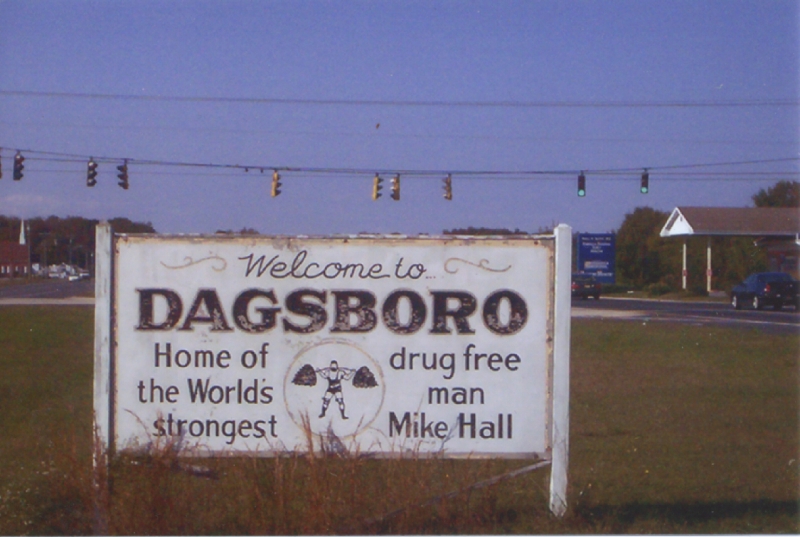 Welcome to...
DAGSBORO
Home of
the World's
strongest
drug free
man
Mike Hall